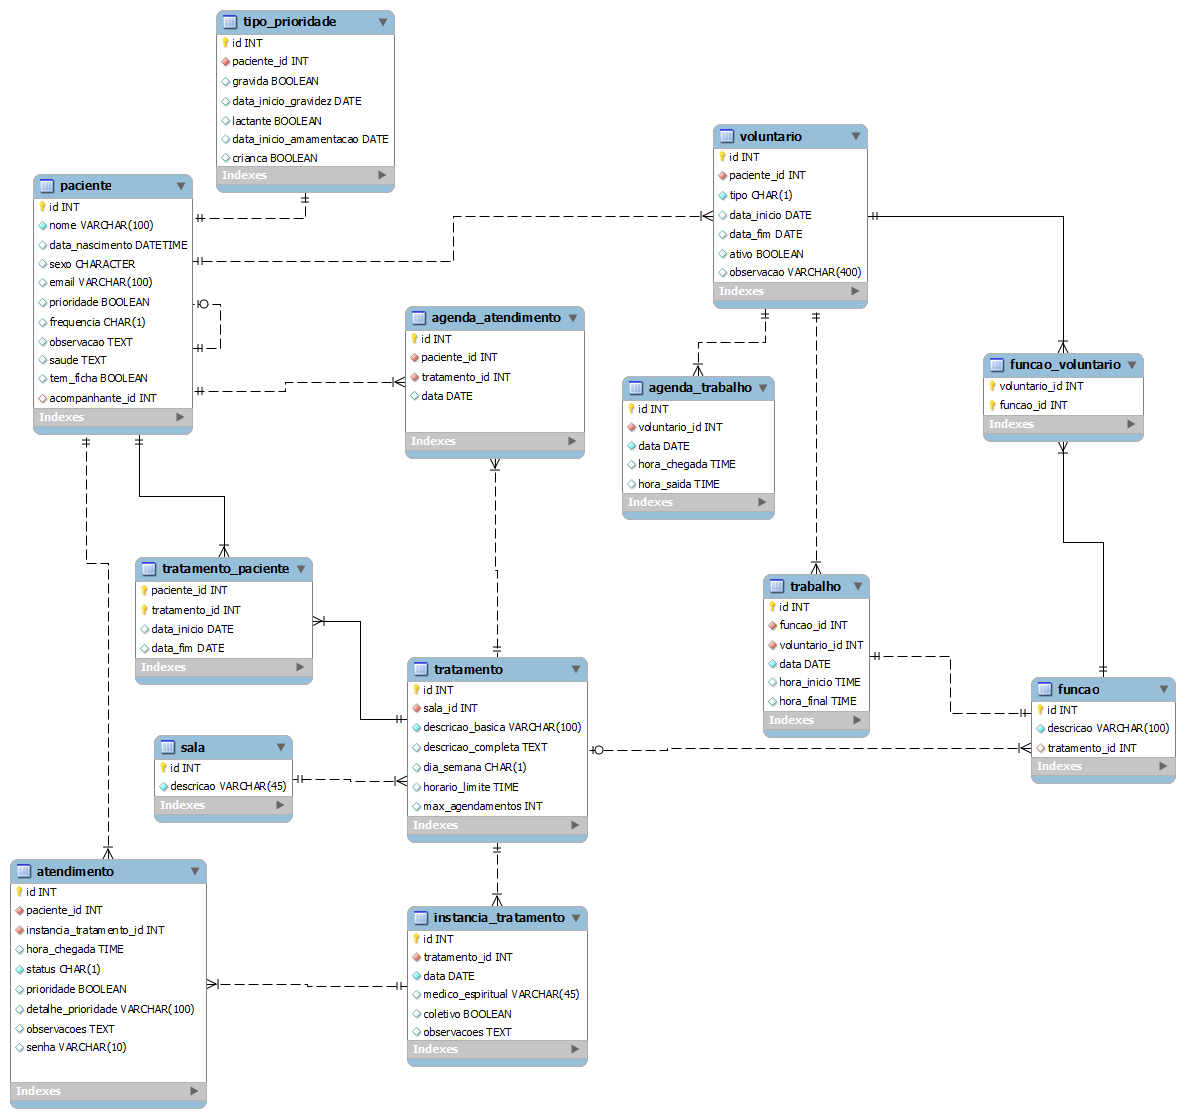 tipo_prioridade
id INT
paciente_id INT
gravida BOOLEAN
data_inicio_gravidez DATE
lactante BOOLEAN
data_inicio_amamentacao DATE
crianca BOOLEAN
Indexes
paciente
id INT
nome VARCHAR(100)
data_nascimento DATETIME
sexo CHARACTER
email VARCHAR(100)
prioridade BOOLEAN
frequencia CHAR(1)
observacao TEXT
saude TEXT
tem_ficha BOOLEAN
acompanhante_id INT
Indexes
voluntario
id INT
paciente_id INT
tipo CHAR(1)
data_inicio DATE
data_fim DATE
ativo BOOLEAN
observacao VARCHAR(400)
Indexes
agenda_atendimento
id INT
paciente_id INT
tratamento_id INT
data DATE
Indexes
agenda_trabalho
id INT
voluntario_id INT
data DATE
hora_chegada TIME
hora_saida TIME
Indexes
funcao_voluntario
voluntario_id INT
funcao_id INT
Indexes
tratamento_paciente
paciente_id INT
tratamento_id INT
data_inicio DATE
data_fim DATE
Indexes
trabalho
id INT
funcao_id INT
voluntario_id INT
data DATE
hora_inicio TIME
hora_final TIME
Indexes
tratamento
id INT
sala_id INT
descricao_basica VARCHAR(100)
descricao_completa TEXT
dia_semana CHAR(1)
horario_limite TIME
max_agendamentos INT
Indexes
funcao
id INT
descricao VARCHAR(100)
tratamento_id INT
Indexes
sala
id INT
descricao VARCHAR(45)
Indexes
atendimento
id INT
paciente_id INT
instancia_tratamento_id INT
hora_chegada TIME
status CHAR(1)
prioridade BOOLEAN
detalhe_prioridade VARCHAR(100)
observacoes TEXT
senha VARCHAR(10)
Indexes
instancia_tratamento
id INT
tratamento_id INT
data DATE
medico_espiritual VARCHAR(45)
coletivo BOOLEAN
observacoes TEXT
Indexes